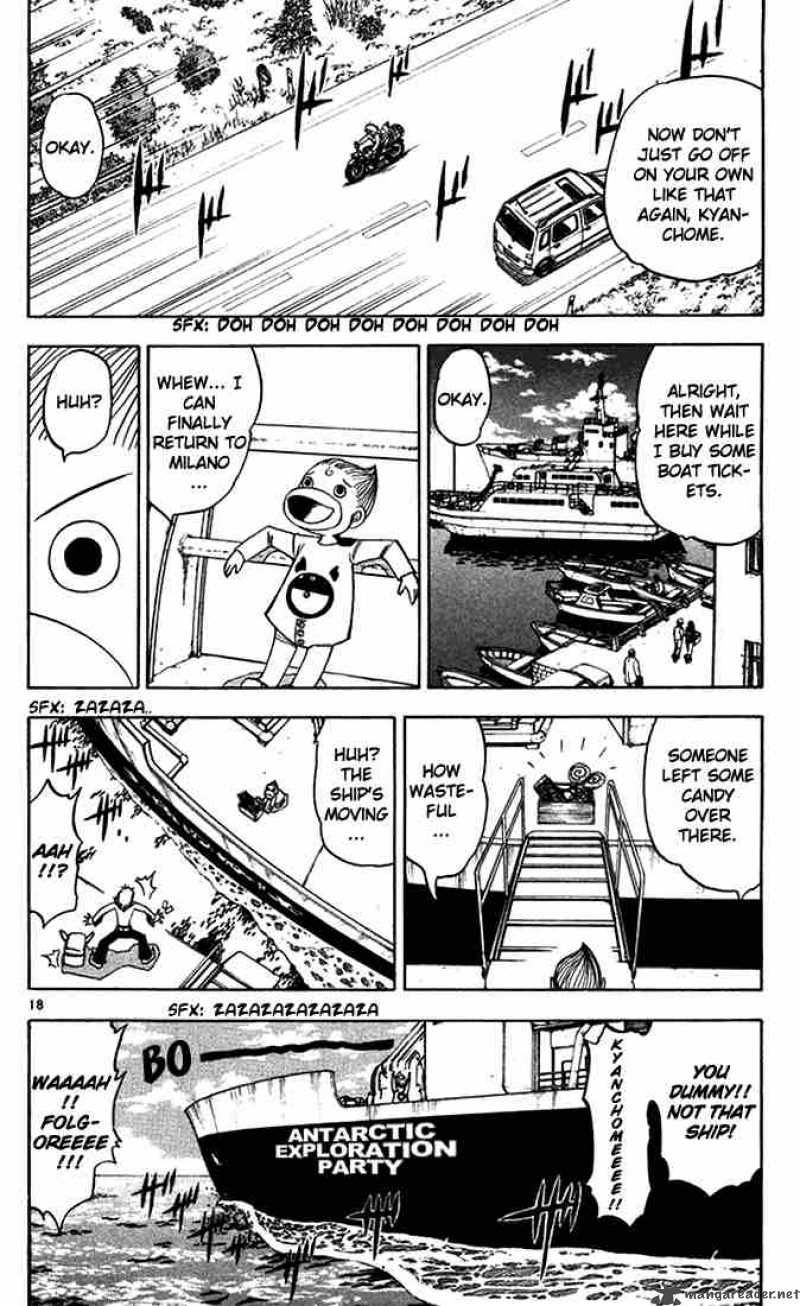 NOW DON'T
JUST GO OFF
ON YOUR OWN
LIKE THAT
AGAIN, KYAN-
CHOME.
OKAY.
SFX: DOH DOH DOH DOH DOH DOH DOH DOH
ALRIGHT,
THEN WAIT
HERE WHILE
I BUY SOME
BOAT TICK-
ETS.
OKAY.
WHEW... I
CAN
FINALLY
RETURN TO
MILANO
...
HUH?
SFX: ZAZAZA..
SOMEONE
LEFT SOME
CANDY
OVER
THERE.
HOW
WASTE-
FUL
...
HUH?
THE
SHIP'S
MOVING
...
AAH
!!?
18
SFX: ZAZAZAZAZAZAZA
YOU
DUMMY!!
NOT THAT
SHIP!
KYANCHOMEEEE!!
BO
ANTARCTIC
EXPLORATION
PARTY
WAAAAH
!!
FOLG-
OREEEE
!!!
mangareader.net